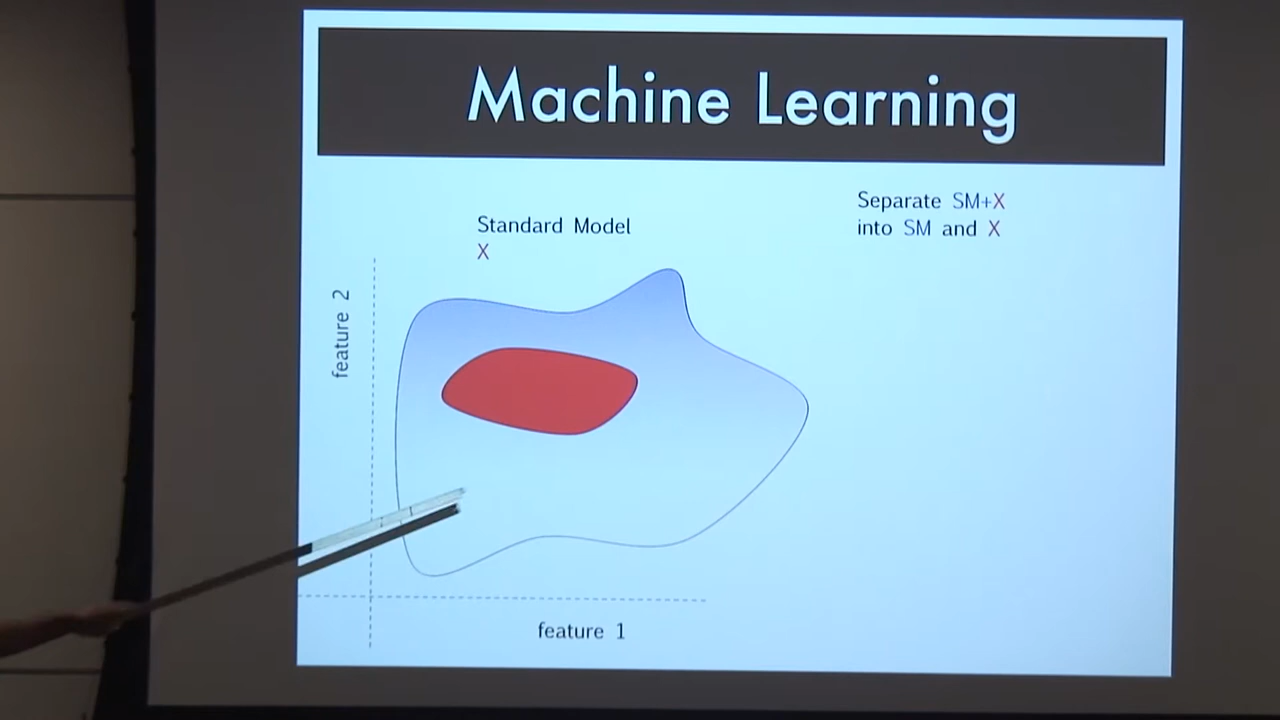 Machine Learning
Separate SM+X
into SM and X
Standard Model
X
feature 2
feature 1